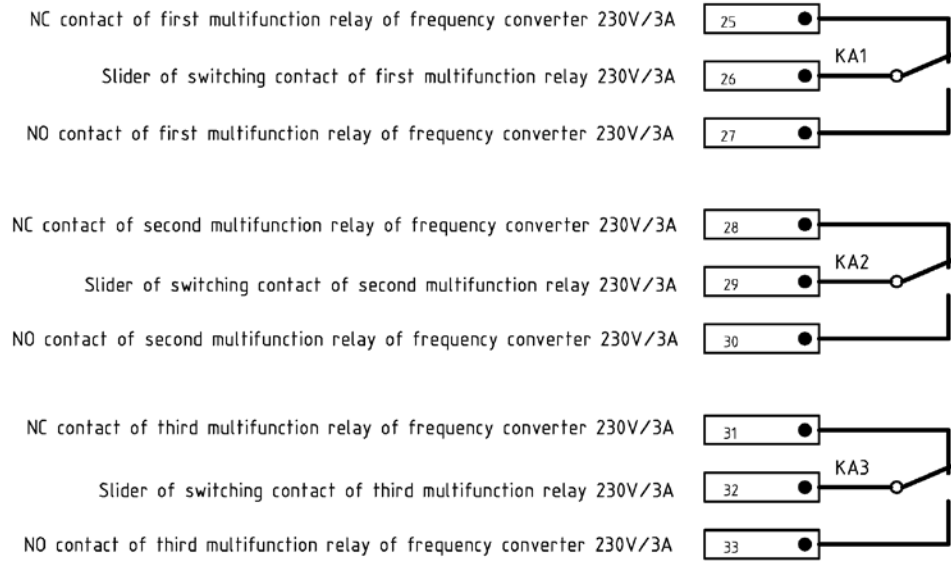 NC contact of first multifunction relay of frequency converter 230V/3A 25
KA1
Slider of switching contact of first multifunction relay 230V/3A 26
NO contact of first multifunction relay of frequency converter 230V/3A 27
NC contact of second multifunction relay of frequency converter 230V/3A 28
KA2
Slider of switching contact of second multifunction relay 230V/3A 29
NO contact of second multifunction relay of frequency converter 230V/3A 30
NC contact of third multifunction relay of frequency converter 230V/3A 31
KA3
Slider of switching contact of third multifunction relay 230V/3A 32
NO contact of third multifunction relay of frequency converter 230V/3A 33